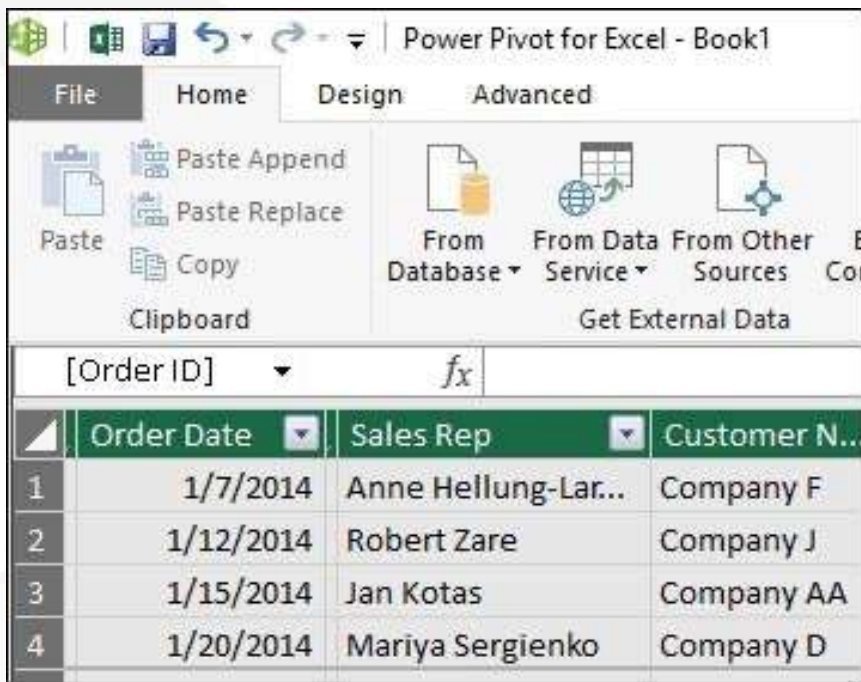 Power Pivot for Excel - Book1
File Home Design Advanced
Paste
Paste Append
Paste Replace
Copy
Clipboard
From Database
From Data Service
From Other Sources
Get External Data
[Order ID] fx
Order Date Sales Rep Customer N...
1 1/7/2014 Anne Hellung-Lar... Company F
2 1/12/2014 Robert Zare Company J
3 1/15/2014 Jan Kotas Company AA
4 1/20/2014 Mariya Sergienko Company D